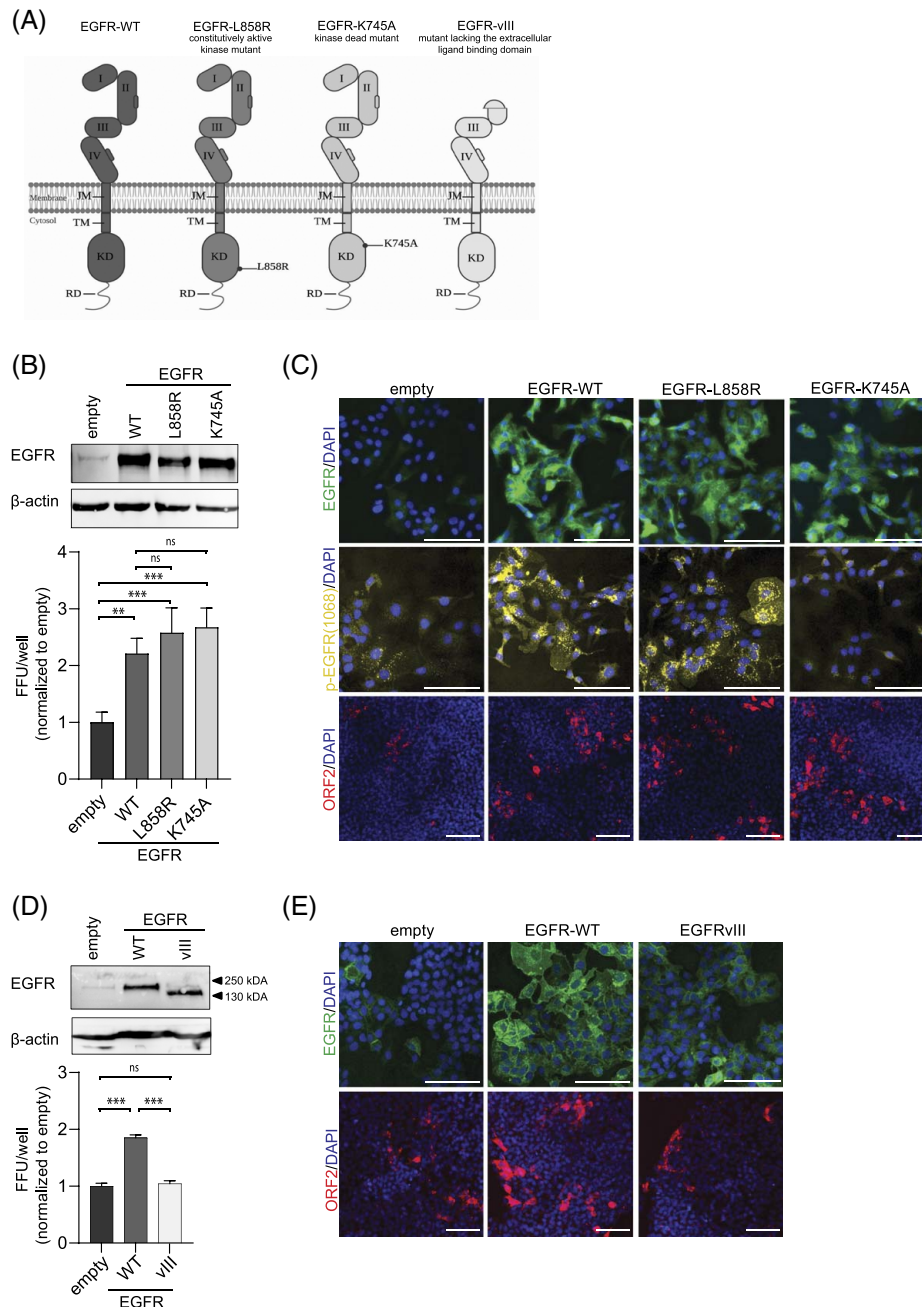 (A)
EGFR-WT
EGFR-L858R
constitutively aktive
kinase mutant
EGFR-K745A
kinase dead mutant
EGFR-vIII
mutant lacking the extracellular
ligand binding domain
I
II
III
IV
I
II
III
IV
I
II
III
IV
III
IV
Membrane
JM
JM
JM
JM
Cytosol
TM
TM
TM
TM
KD
KD
KD
KD
L858R
K745A
RD
RD
RD
RD
(B)
EGFR
empty
WT
L858R
K745A
EGFR
β-actin
ns
ns
***
***
**
FFU/well
(normalized to empty)
4
3
2
1
0
empty
WT
L858R
K745A
EGFR
(C)
empty
EGFR-WT
EGFR-L858R
EGFR-K745A
EGFR/DAPI
p-EGFR(1068)/DAPI
ORF2/DAPI
(D)
EGFR
empty
WT
vIII
EGFR
250 kDA
130 kDA
β-actin
ns
***
***
FFU/well
(normalized to empty)
3
2
1
0
empty
WT
vIII
EGFR
(E)
empty
EGFR-WT
EGFRvIII
EGFR/DAPI
ORF2/DAPI